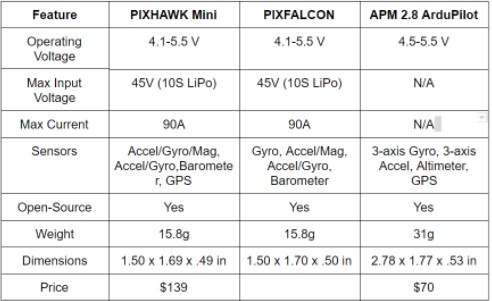 Feature PIXHAWK Mini PIXFALCON APM 2.8 ArduPilot
Operating 4.1-5.5 V 4.1-5.5 V 4.5-5.5 V
Voltage
Max Input 45V (10S LiPo) 45V (10S LiPo) N/A
Voltage
Max Current 90A 90A N/A
Sensors Accel/Gyro/Mag, Gyro, Accel/Mag, 3-axis Gyro, 3-axis
Accel/Gyro,Baromete Accel/Gyro, Accel, Altimeter,
r, GPS Barometer GPS
Open-Source Yes Yes Yes
Weight 15.8g 15.8g 31g
Dimensions 1.50 x 1.69 x .49 in 1.50 x 1.70 x .50 in 2.78 x 1.77 x .53 in
Price $139 $70